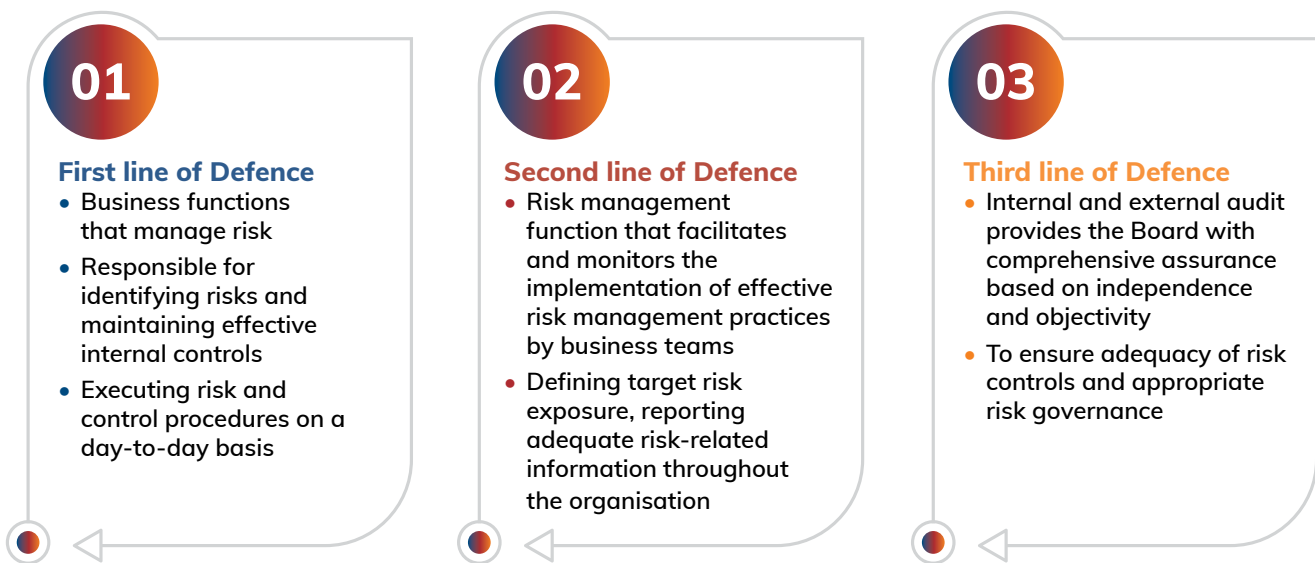 01
First line of Defence
• Business functions
that manage risk
• Responsible for
identifying risks and
maintaining effective
internal controls
• Executing risk and
control procedures on a
day-to-day basis
02
Second line of Defence
• Risk management
function that facilitates
and monitors the
implementation of effective
risk management practices
by business teams
• Defining target risk
exposure, reporting
adequate risk-related
information throughout
the organisation
03
Third line of Defence
• Internal and external audit
provides the Board with
comprehensive assurance
based on independence
and objectivity
• To ensure adequacy of risk
controls and appropriate
risk governance